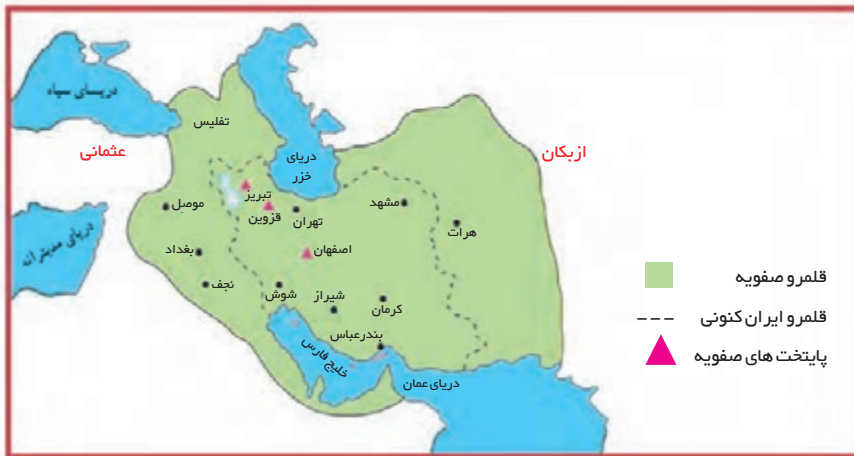 دریای سیاه
تفلیس
عثمانی
دریای
خزر
ازبکان
تبریز
موصل
قزوین
تهران
مشهد
هرات
دریای مدیترانه
بغداد
اصفهان
نجف
شوش
شیراز
کرمان
بندرعباس
خلیج فارس
دریای عمان
قلمرو صفویه
قلمرو ایران کنونی
پایتخت های صفویه